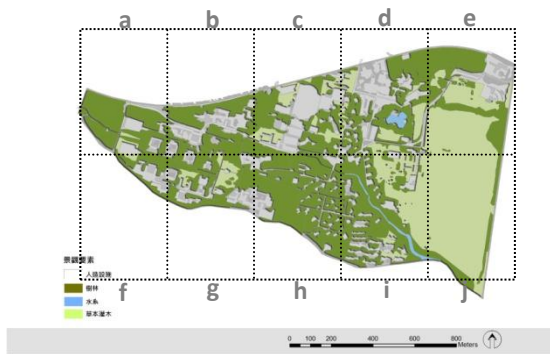 a b c d e
f g h i j
景觀要素
人造設施
樹林
水系
草本灌木
0 100 200 400 600 800
Meters